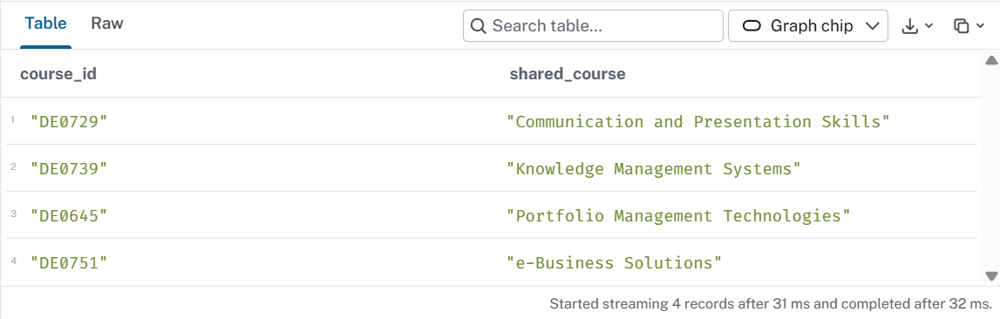 Table Raw Search table... Graph chip
course_id shared_course
1 "DE0729" "Communication and Presentation Skills"
2 "DE0739" "Knowledge Management Systems"
3 "DE0645" "Portfolio Management Technologies"
4 "DE0751" "e-Business Solutions"
Started streaming 4 records after 31 ms and completed after 32 ms.